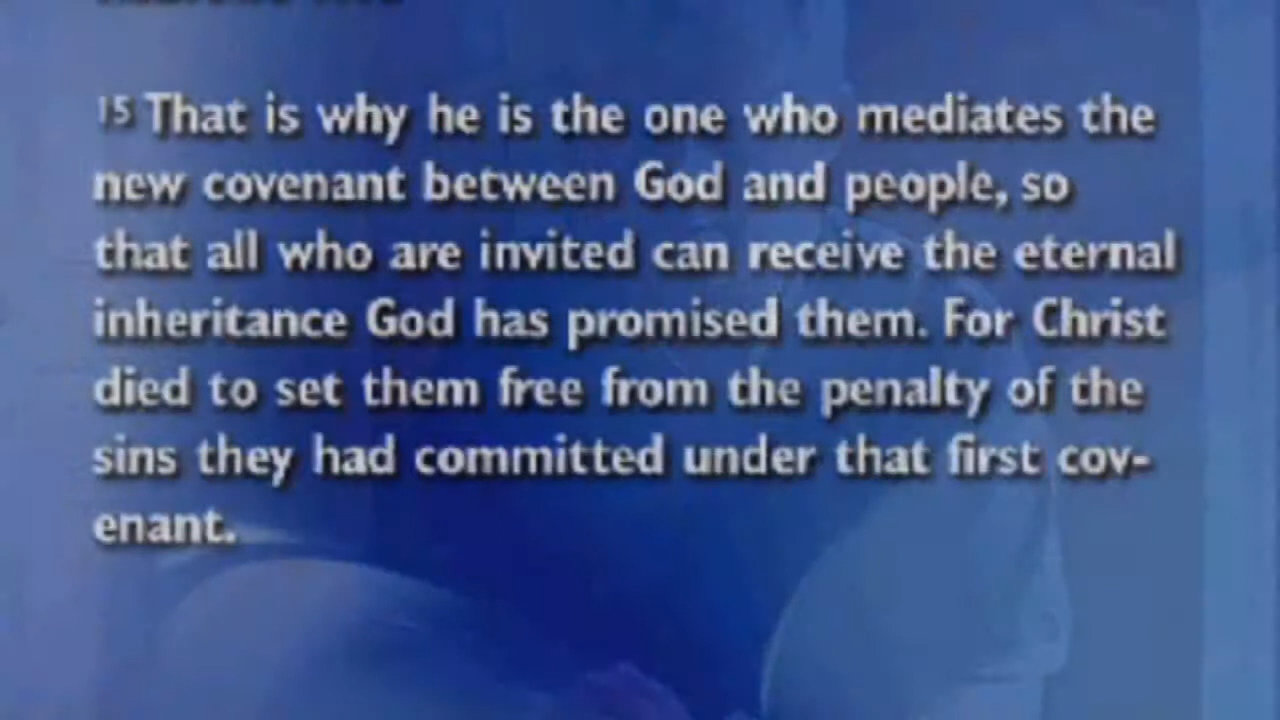 15 That is why he is the one who mediates the
new covenant between God and people, so
that all who are invited can receive the eternal
inheritance God has promised them. For Christ
died to set them free from the penalty of the
sins they had committed under that first cov-
enant.